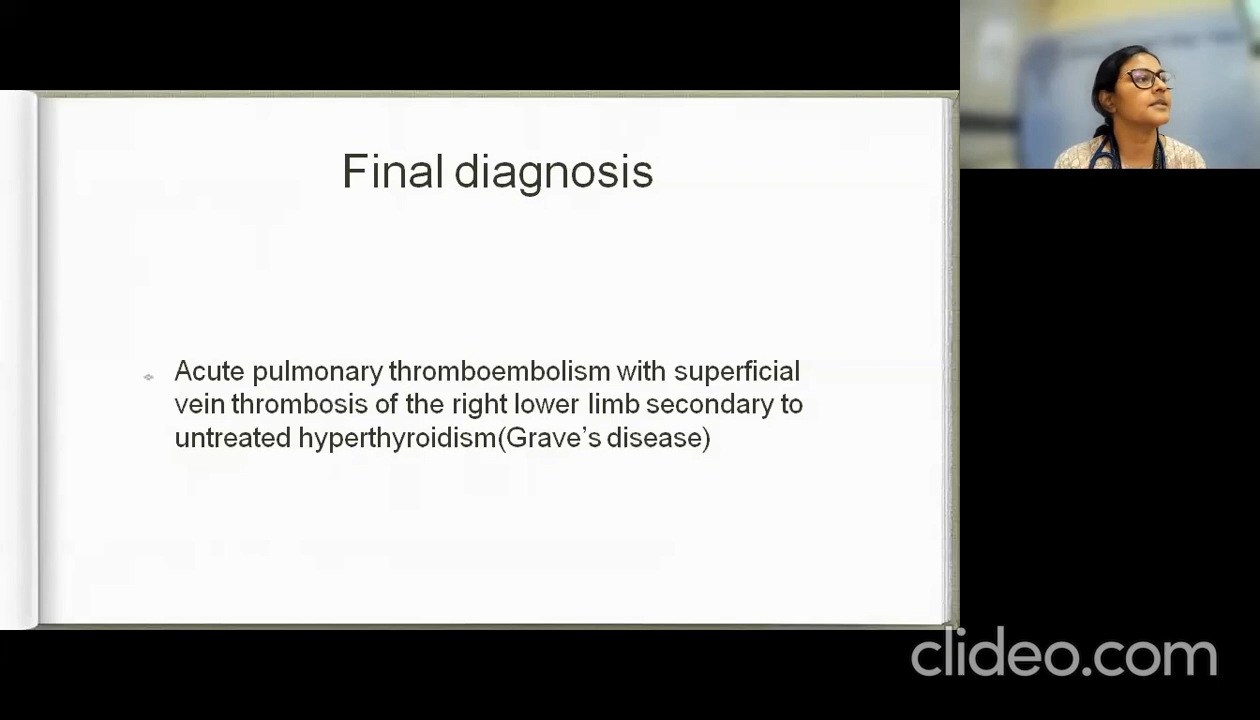 Final diagnosis
Acute pulmonary thromboembolism with superficial
vein thrombosis of the right lower limb secondary to
untreated hyperthyroidism(Grave’s disease)
clideo.com